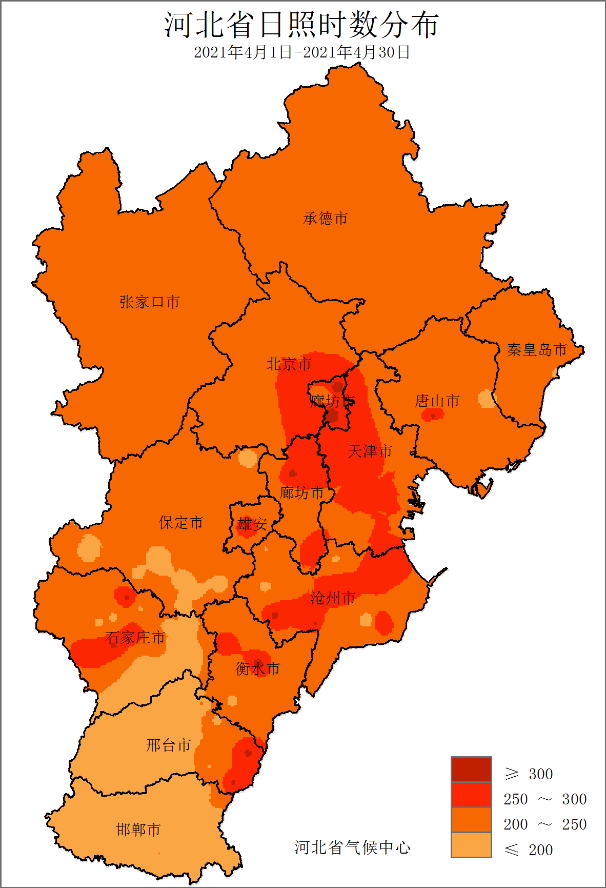 河北省日照时数分布
2021年4月1日-2021年4月30日
承德市
张家口市
秦皇岛市
北京市
廊坊市
唐山市
天津市
廊坊市
保定市
雄安
沧州市
石家庄市
衡水市
邢台市
≥ 300
250 ～ 300
200 ～ 250
邯郸市
河北省气候中心
≤ 200